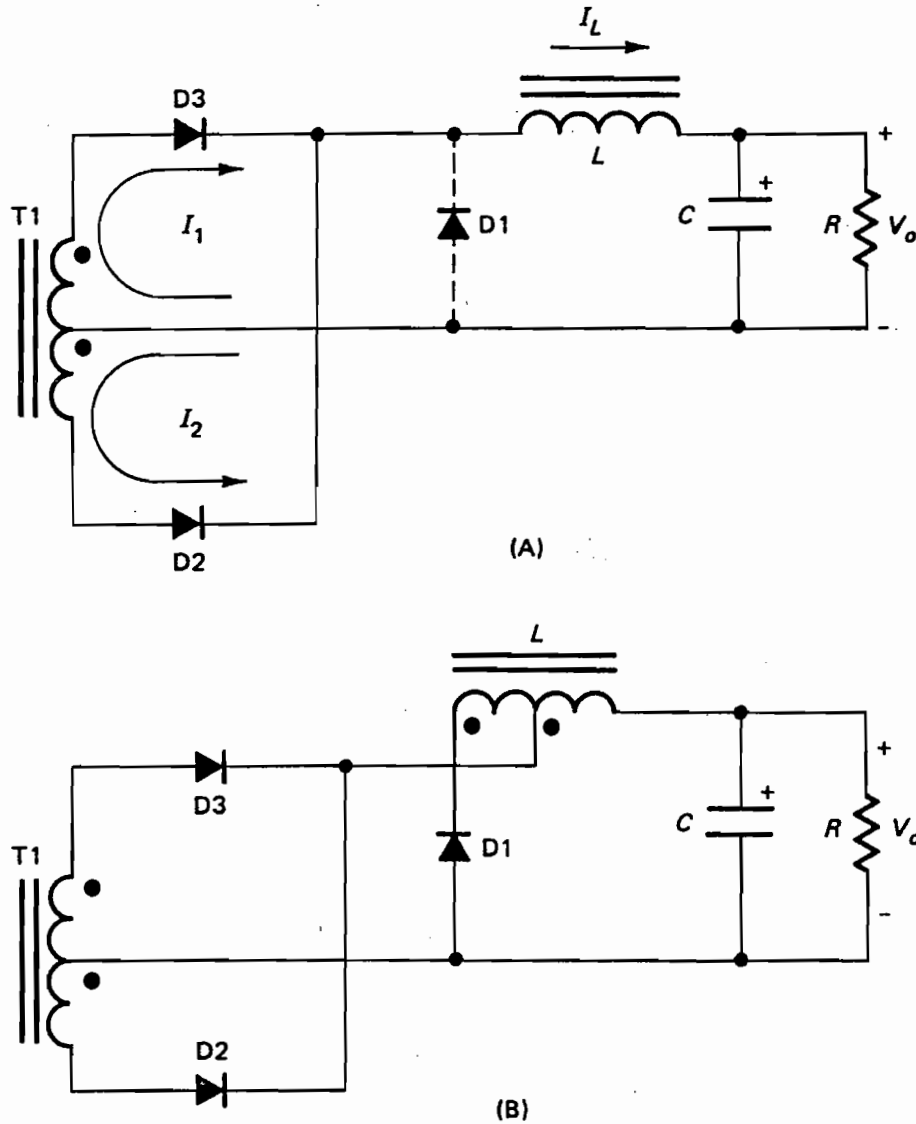 I_L
D3
L
T1
I_1
D1
C
+
R
+
V_o
-
I_2
D2
(A)
L
D3
T1
D1
C
+
R
+
V_o
-
D2
(B)